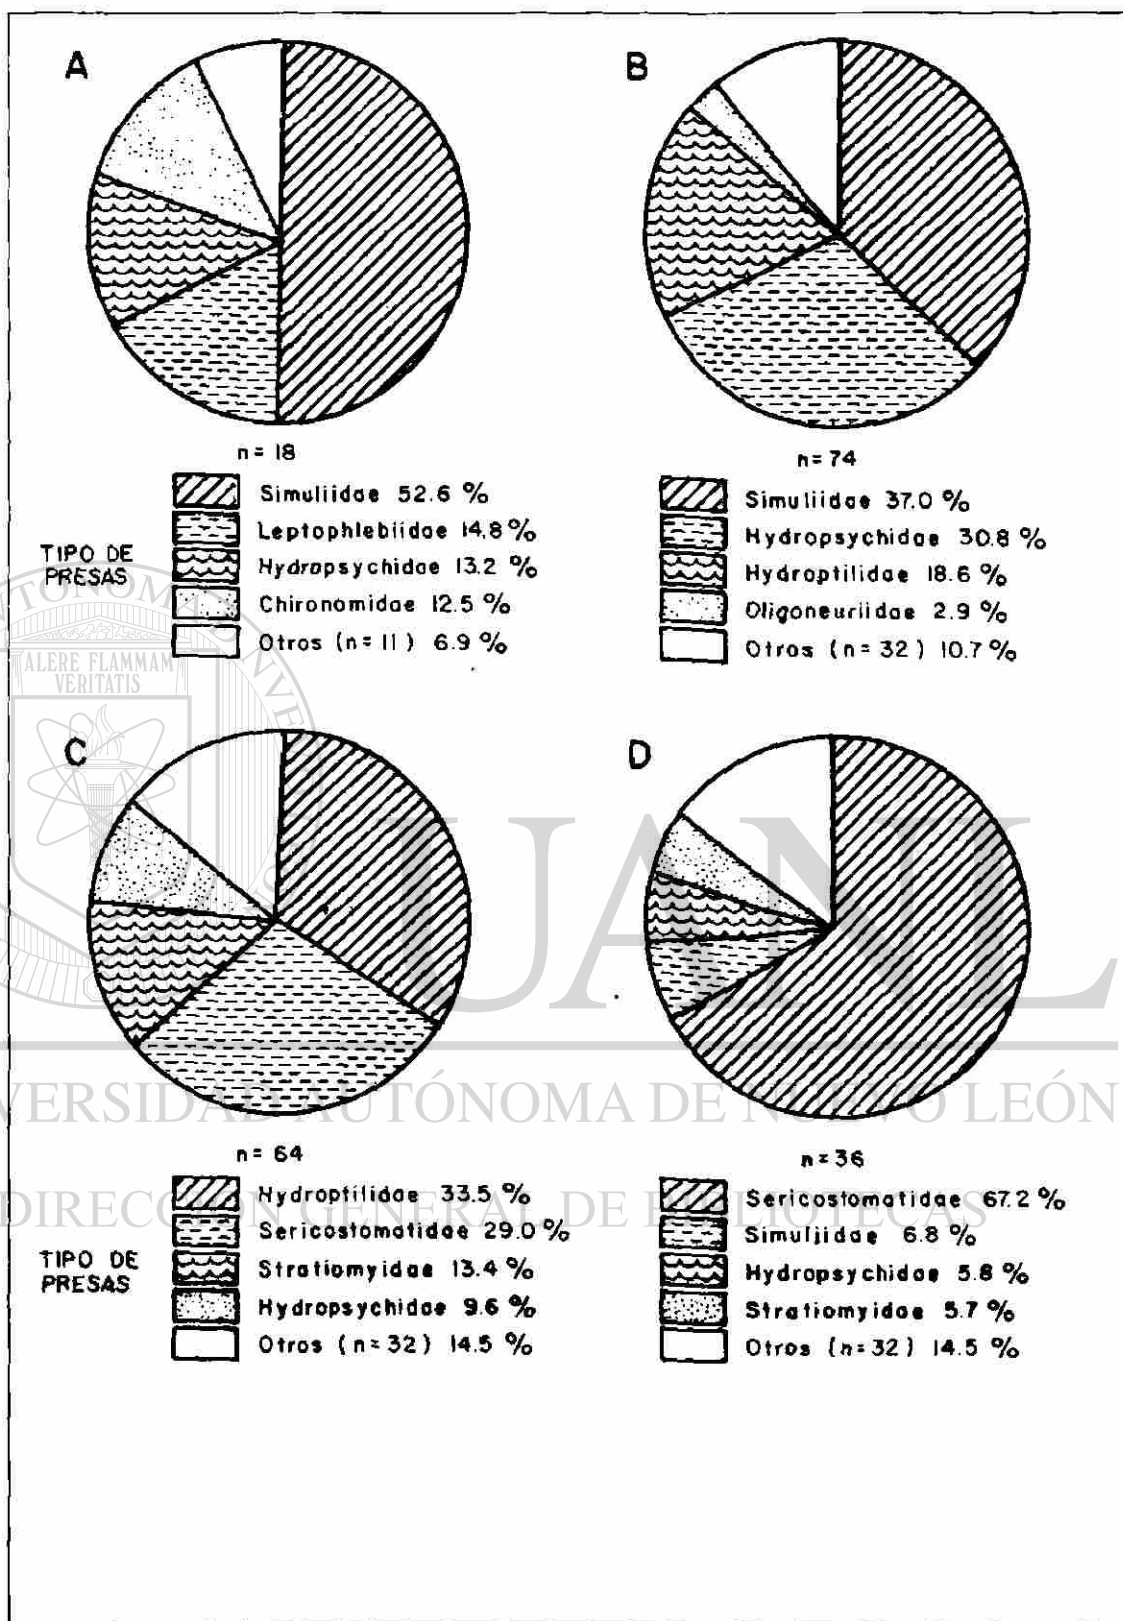 A
B
n = 18
n = 74
TIPO DE
PRESAS
Simuliidae 52.6 %
Leptophlebiidae 14.8 %
Hydropsychidae 13.2 %
Chironomidae 12.5 %
Otros (n = 11) 6.9 %
Simuliidae 37.0 %
Hydropsychidae 30.8 %
Hydroptilidae 18.6 %
Oligoneuriidae 2.9 %
Otros (n = 32) 10.7 %
ALERE FLAMMAM
VERITATIS
C
D
UANL
VERSIDAD AUTÓNOMA DE NUEVO LEÓN
n = 64
n = 36
DIRECCIÓN GENERAL DE BIBLIOTECAS
TIPO DE
PRESAS
Hydroptilidae 33.5 %
Sericostomatidae 29.0 %
Stratiomyidae 13.4 %
Hydropsychidae 9.6 %
Otros (n = 32) 14.5 %
Sericostomatidae 67.2 %
Simuliidae 6.8 %
Hydropsychidae 5.8 %
Stratiomyidae 5.7 %
Otros (n = 32) 14.5 %